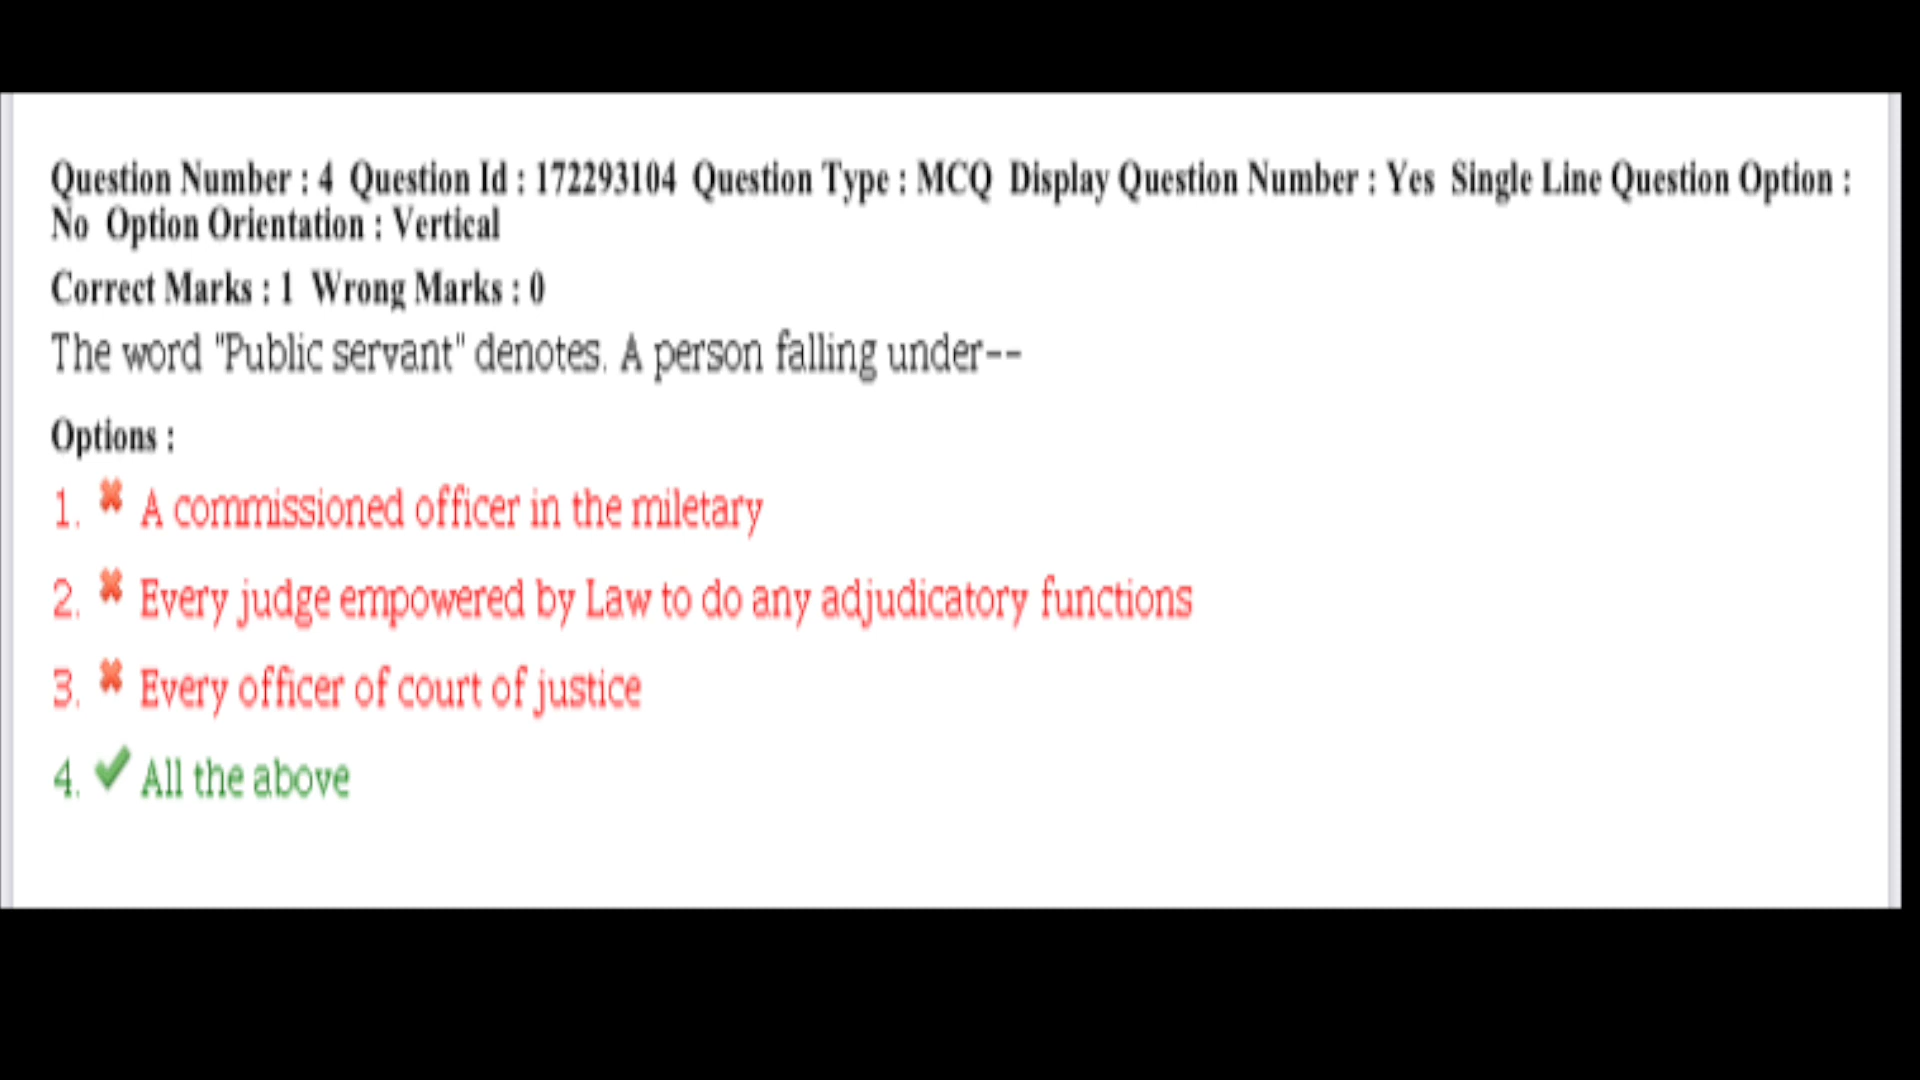 Question Number : 4 Question Id : 172293104 Question Type : MCQ Display Question Number : Yes Single Line Question Option :
No Option Orientation : Vertical
Correct Marks : 1 Wrong Marks : 0
The word "Public servant" denotes. A person falling under--
Options :
1. A commissioned officer in the miletary
2. Every judge empowered by Law to do any adjudicatory functions
3. Every officer of court of justice
4. All the above